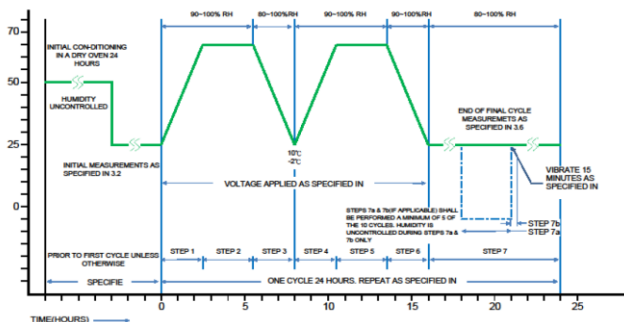 90~100% RH
80~100%RH
90~100% RH
90~100% RH
80~100% RH
INITIAL CON-DITIONING
IN A DRY OVEN 24
HOURS
HUMIDITY
UNCONTROLLED
INITIAL MEASUREMENTS AS
SPECIFIED IN 3.2
70
50
25
0
END OF FINAL CYCLE
MEASUREMETS AS
SPECIFIED IN 3.6
VOLTAGE APPLIED AS SPECIFIED IN
VIBRATE 15
MINUTES AS
SPECIFIED IN
STEPS 7a & 7b(IF APPLICABLE) SHALL
BE PERFORMED A MINIMUM OF 5 OF
THE 10 CYCLES. HUMIDITY IS
UNCONTROLLED DURING STEPS 7a &
7b ONLY
STEP 7b
STEP 7a
PRIOR TO FIRST CYCLE UNLESS
OTHERWISE
SPECIFIE
STEP 1
STEP 2
STEP 3
STEP 4
STEP 5
STEP 6
STEP 7
ONE CYCLE 24 HOURS. REPEAT AS SPECIFIED IN
0
5
10
15
20
25
TIME(HOURS)